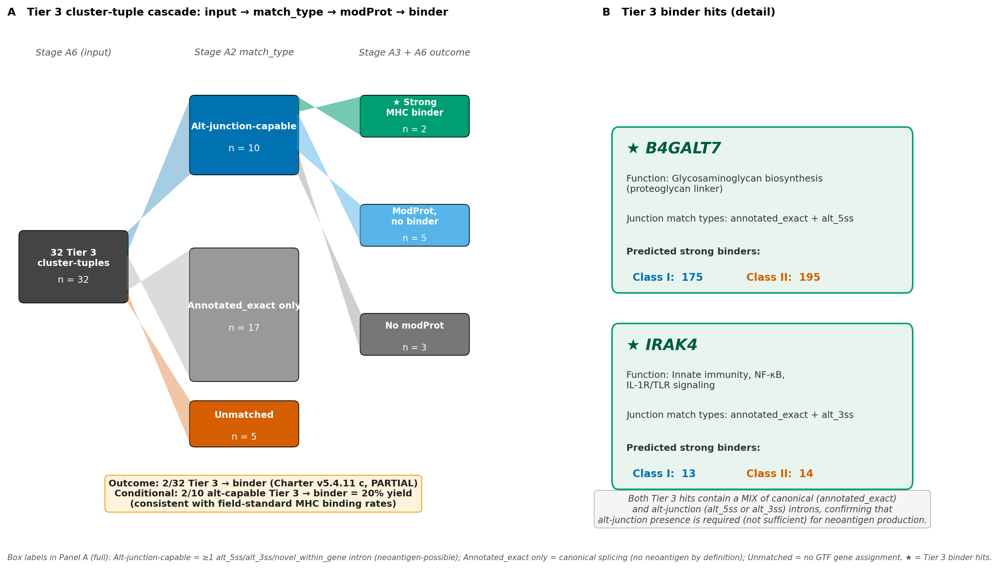 A Tier 3 cluster-tuple cascade: input → match_type → modProt → binder
Stage A6 (input)
Stage A2 match_type
Stage A3 + A6 outcome
32 Tier 3
cluster-tuples
n = 32
Alt-junction-capable
n = 10
Annotated_exact only
n = 17
Unmatched
n = 5
★ Strong
MHC binder
n = 2
ModProt,
no binder
n = 5
No modProt
n = 3
Outcome: 2/32 Tier 3 → binder (Charter v5.4.11 c, PARTIAL)
Conditional: 2/10 alt-capable Tier 3 → binder = 20% yield
(consistent with field-standard MHC binding rates)
B Tier 3 binder hits (detail)
★ B4GALT7
Function: Glycosaminoglycan biosynthesis
(proteoglycan linker)
Junction match types: annotated_exact + alt_5ss
Predicted strong binders:
Class I: 175 Class II: 195
★ IRAK4
Function: Innate immunity, NF-κB,
IL-1R/TLR signaling
Junction match types: annotated_exact + alt_3ss
Predicted strong binders:
Class I: 13 Class II: 14
Both Tier 3 hits contain a MIX of canonical (annotated_exact)
and alt-junction (alt_5ss or alt_3ss) introns, confirming that
alt-junction presence is required (not sufficient) for neoantigen production.
Box labels in Panel A (full): Alt-junction-capable = ≥1 alt_5ss/alt_3ss/novel_within_gene intron (neoantigen-possible); Annotated_exact only = canonical splicing (no neoantigen by definition); Unmatched = no GTF gene assignment. ★ = Tier 3 binder hits.